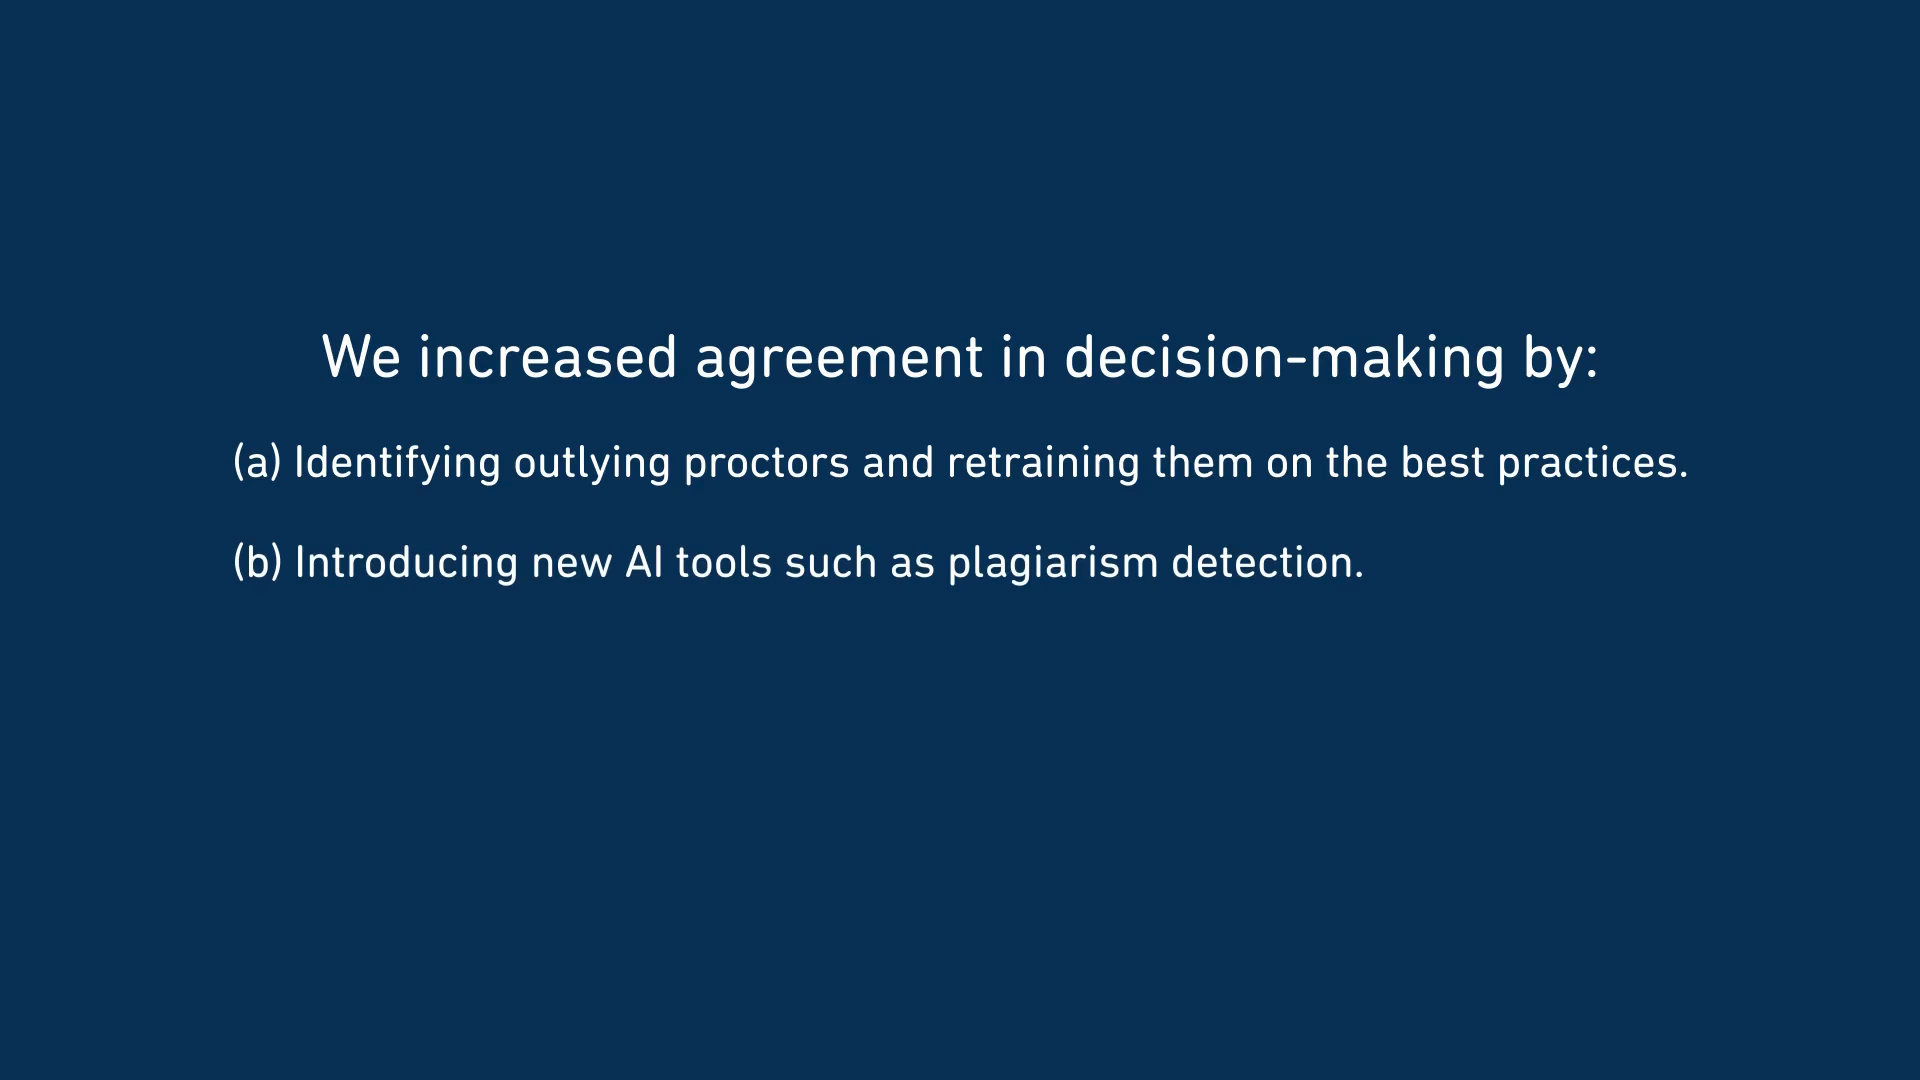 We increased agreement in decision-making by:
(a) Identifying outlying proctors and retraining them on the best practices.
(b) Introducing new AI tools such as plagiarism detection.